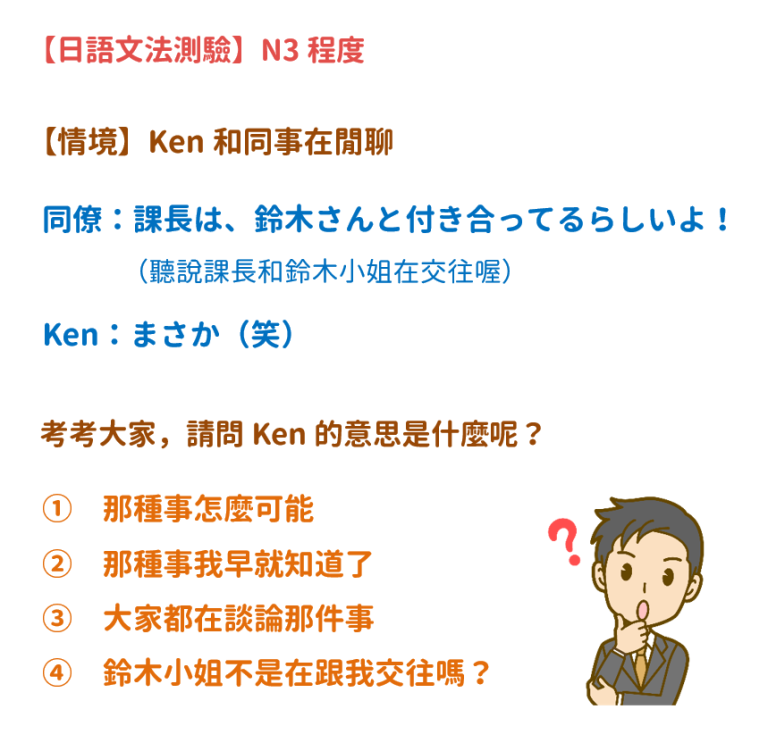 【日語文法測驗】N3 程度
【情境】Ken 和同事在閒聊
同僚：課長は、鈴木さんと付き合ってるらしいよ！
（聽說課長和鈴木小姐在交往喔）
Ken：まさか（笑）
考考大家，請問 Ken 的意思是什麼呢？
① 那種事怎麼可能
② 那種事我早就知道了
③ 大家都在談論那件事
④ 鈴木小姐不是在跟我交往嗎？
?